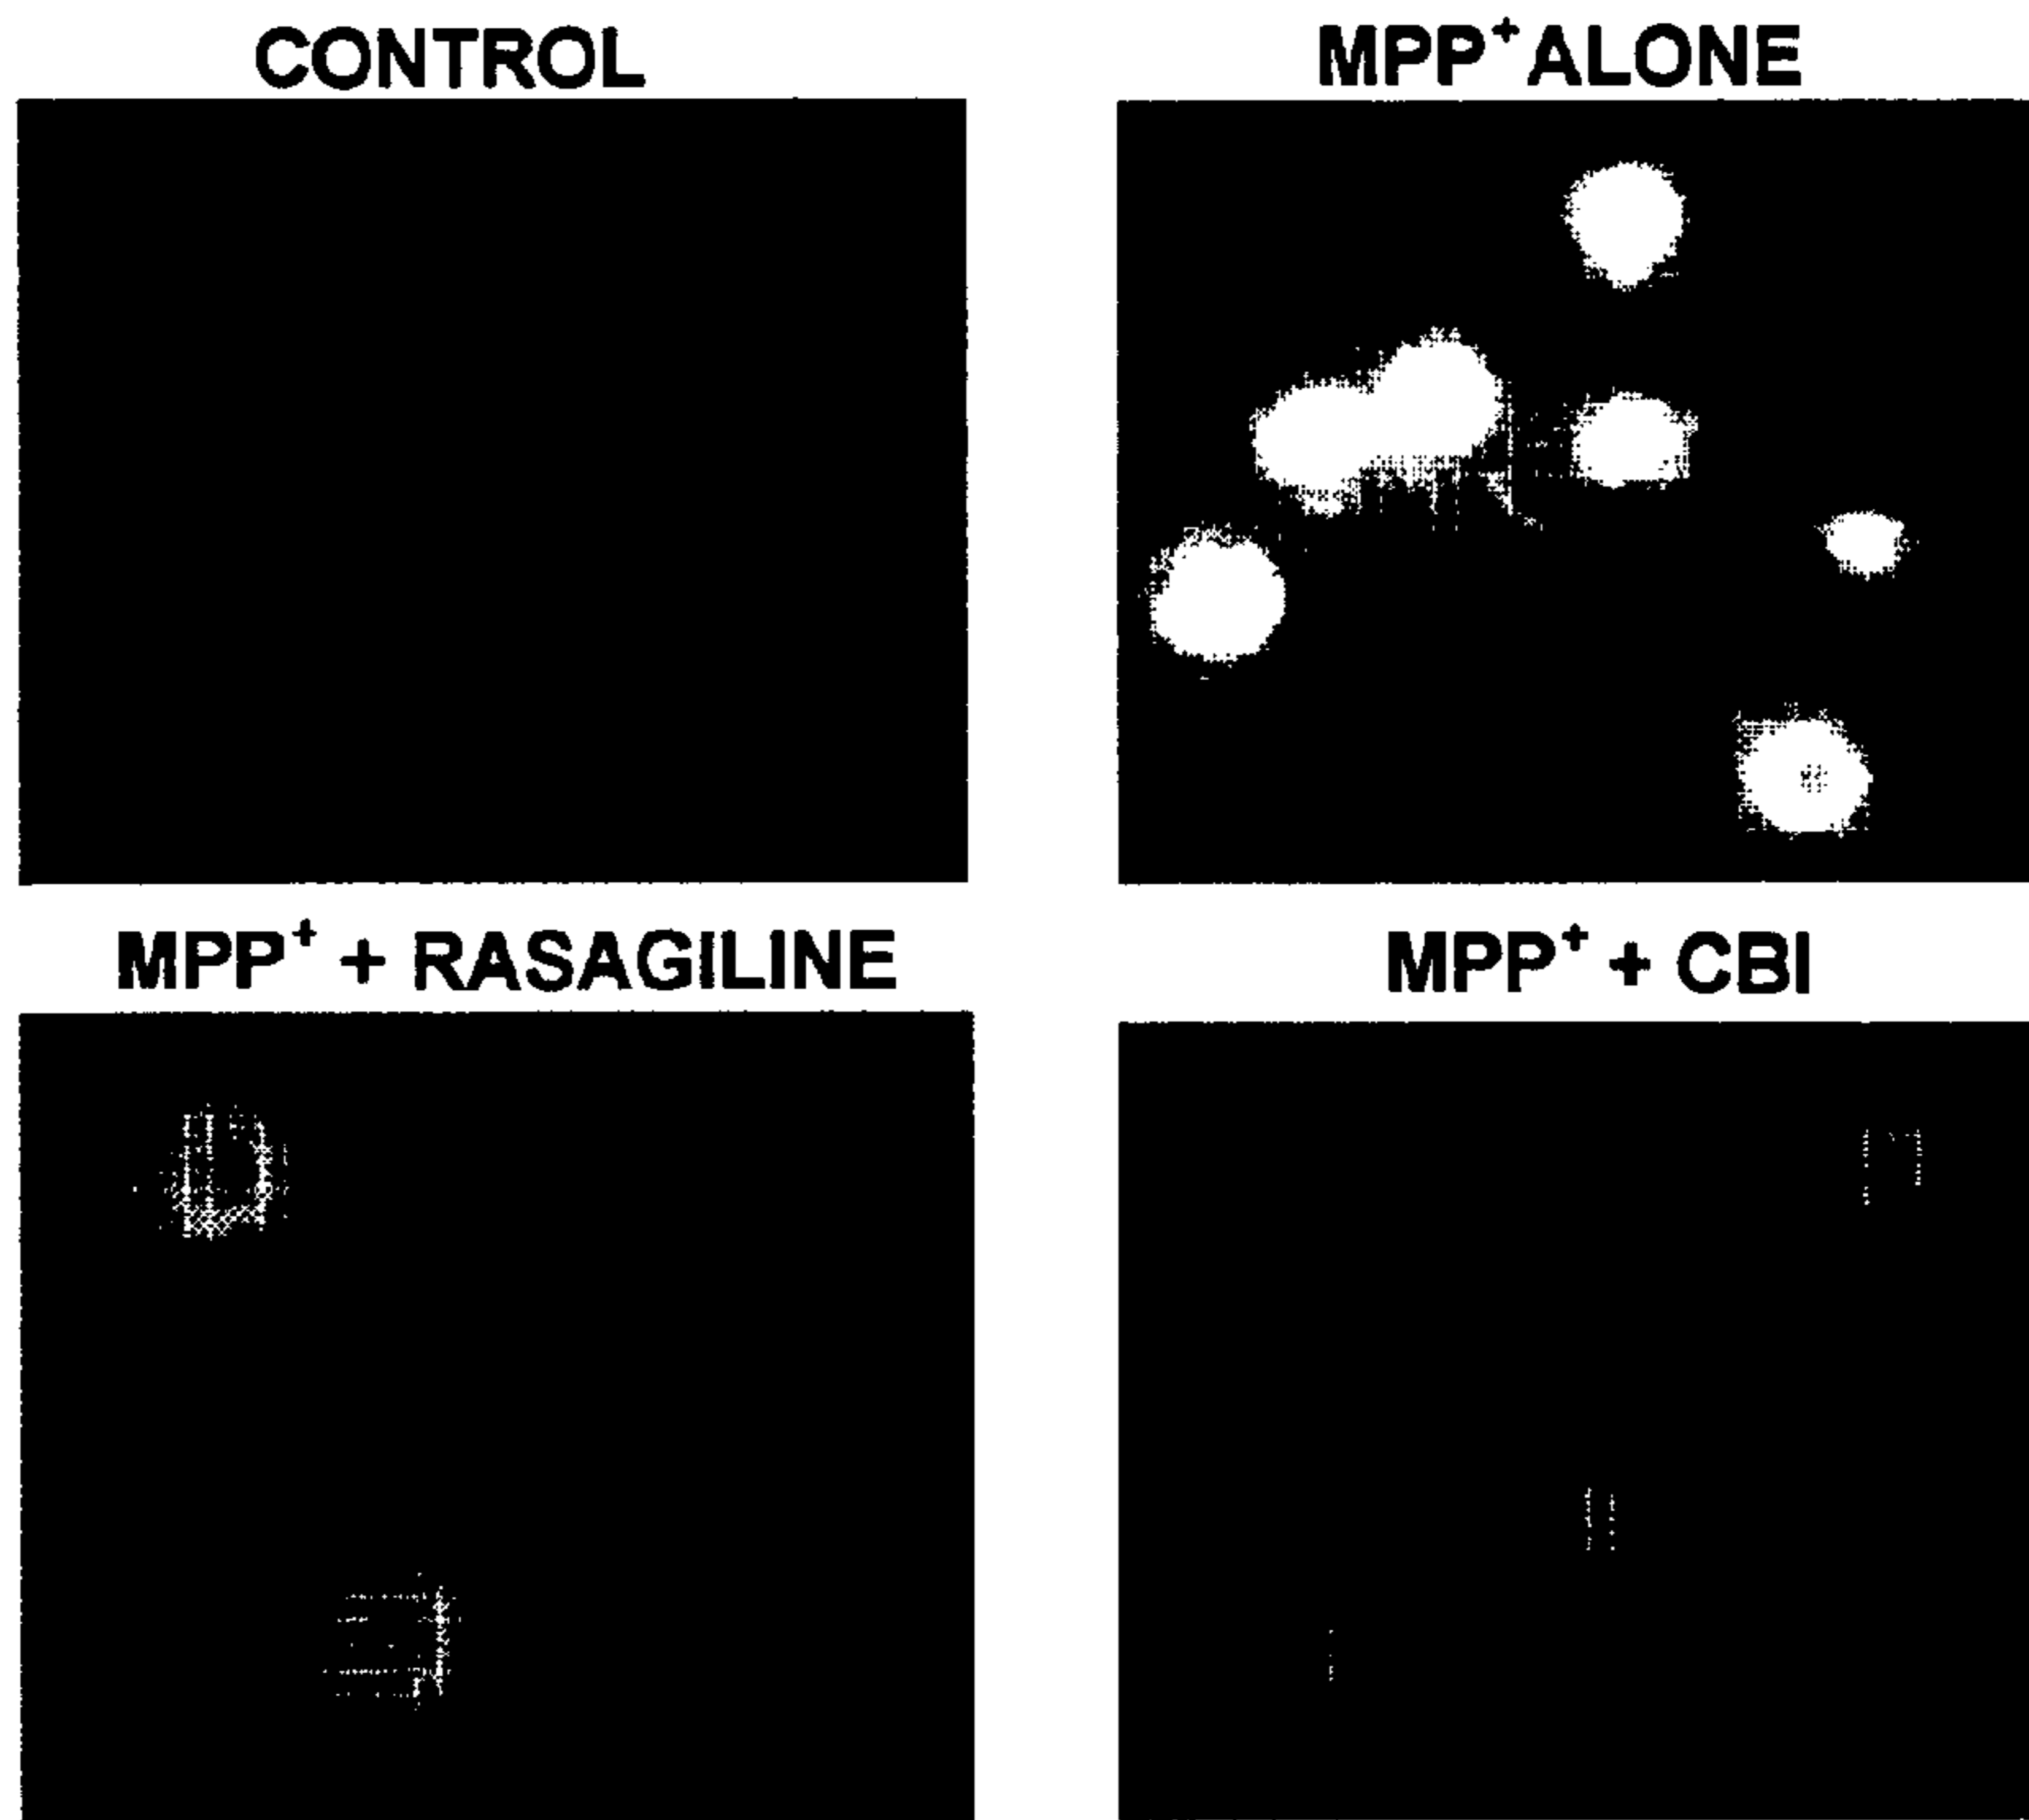 CONTROL
MPP⁺ ALONE
MPP⁺ + RASAGILINE
MPP⁺ + CBI